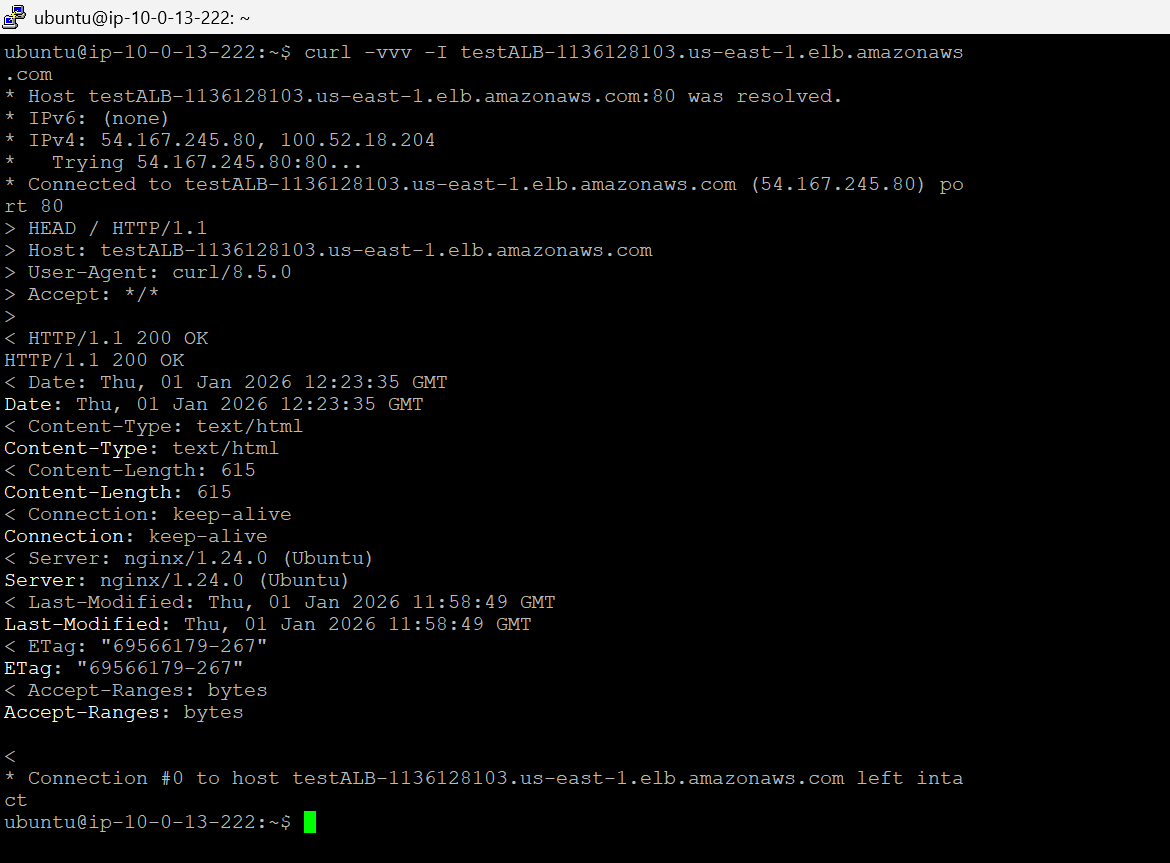 ubuntu@ip-10-0-13-222: ~
ubuntu@ip-10-0-13-222:~$ curl -vvv -I testALB-1136128103.us-east-1.elb.amazonaws
.com
* Host testALB-1136128103.us-east-1.elb.amazonaws.com:80 was resolved.
* IPv6: (none)
* IPv4: 54.167.245.80, 100.52.18.204
*   Trying 54.167.245.80:80...
* Connected to testALB-1136128103.us-east-1.elb.amazonaws.com (54.167.245.80) po
rt 80
> HEAD / HTTP/1.1
> Host: testALB-1136128103.us-east-1.elb.amazonaws.com
> User-Agent: curl/8.5.0
> Accept: */*
>
< HTTP/1.1 200 OK
HTTP/1.1 200 OK
< Date: Thu, 01 Jan 2026 12:23:35 GMT
Date: Thu, 01 Jan 2026 12:23:35 GMT
< Content-Type: text/html
Content-Type: text/html
< Content-Length: 615
Content-Length: 615
< Connection: keep-alive
Connection: keep-alive
< Server: nginx/1.24.0 (Ubuntu)
Server: nginx/1.24.0 (Ubuntu)
< Last-Modified: Thu, 01 Jan 2026 11:58:49 GMT
Last-Modified: Thu, 01 Jan 2026 11:58:49 GMT
< ETag: "69566179-267"
ETag: "69566179-267"
< Accept-Ranges: bytes
Accept-Ranges: bytes

<
* Connection #0 to host testALB-1136128103.us-east-1.elb.amazonaws.com left inta
ct
ubuntu@ip-10-0-13-222:~$